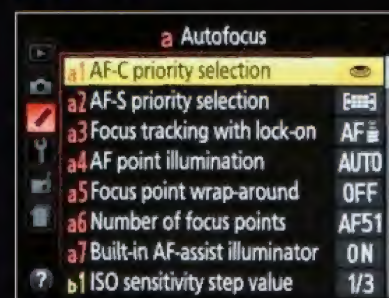 a Autofocus
a1 AF-C priority selection
a2 AF-S priority selection
a3 Focus tracking with lock-on AF
a4 AF point illumination AUTO
a5 Focus point wrap-around OFF
a6 Number of focus points AF51
a7 Built-in AF-assist illuminator ON
? b1 ISO sensitivity step value 1/3